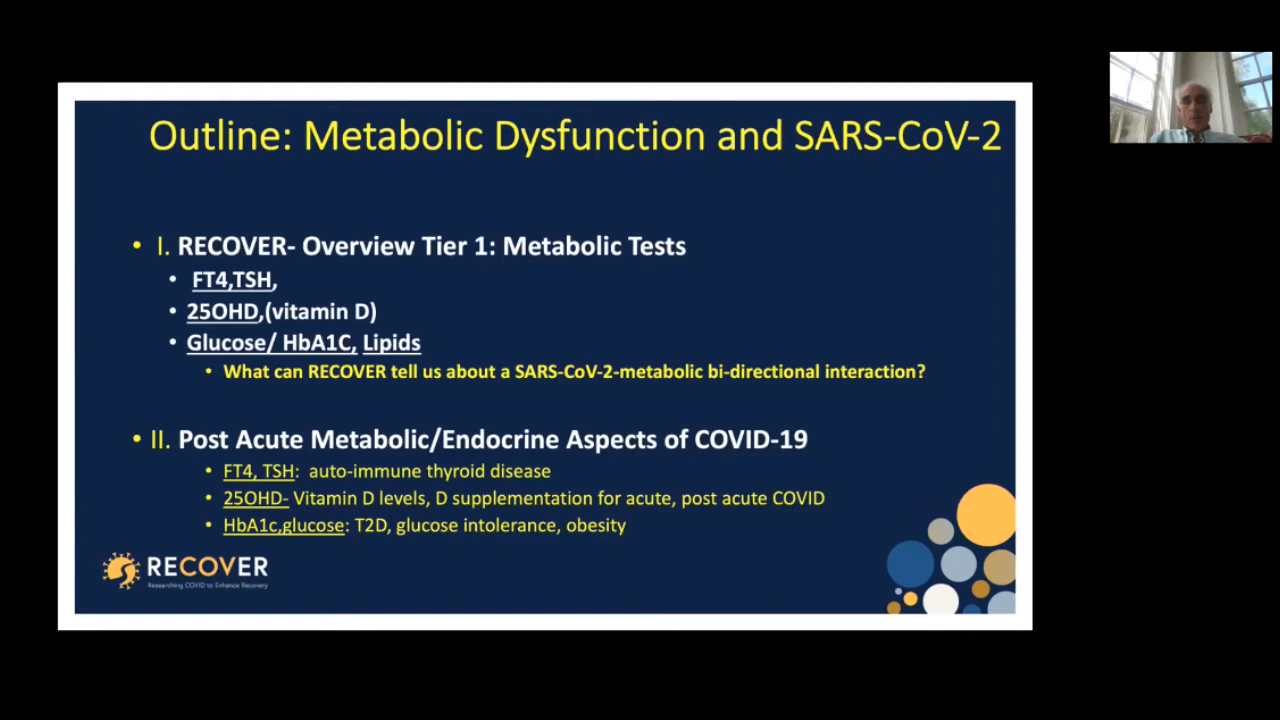 Outline: Metabolic Dysfunction and SARS-CoV-2
• I. RECOVER- Overview Tier 1: Metabolic Tests
• FT4,TSH,
• 25OHD,(vitamin D)
• Glucose/ HbA1C, Lipids
• What can RECOVER tell us about a SARS-CoV-2-metabolic bi-directional interaction?
• II. Post Acute Metabolic/Endocrine Aspects of COVID-19
• FT4, TSH: auto-immune thyroid disease
• 25OHD- Vitamin D levels, D supplementation for acute, post acute COVID
• HbA1c,glucose: T2D, glucose intolerance, obesity
RECOVER
Researching COVID to Enhance Recovery